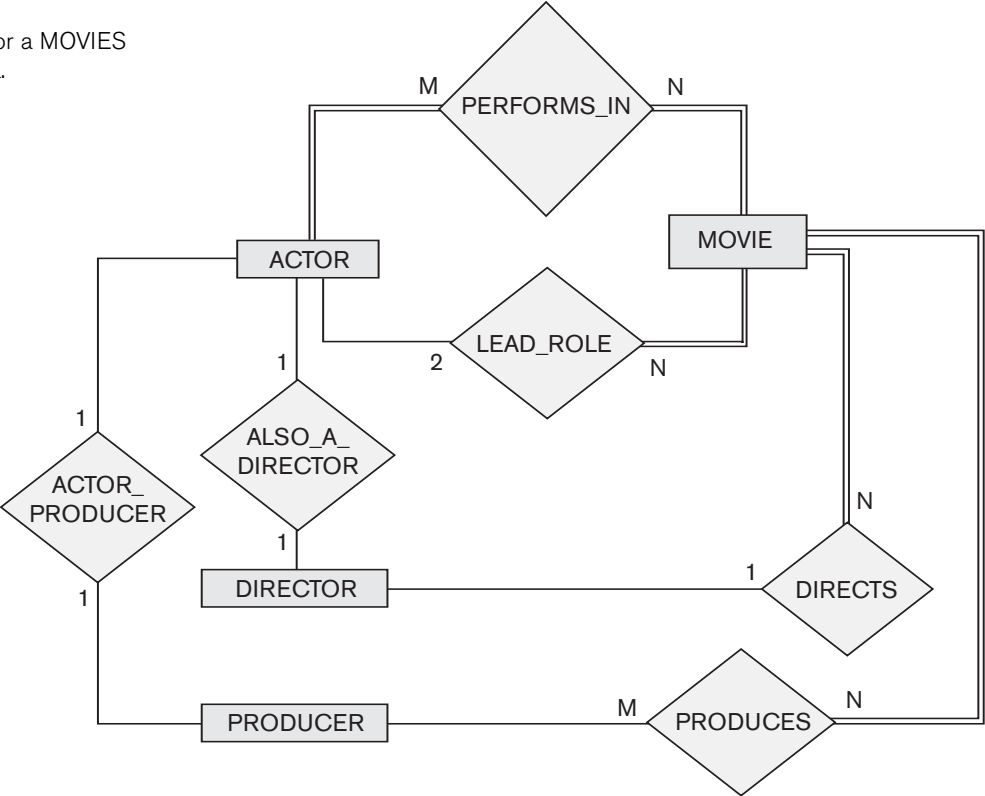 or a MOVIES
M
N
PERFORMS_IN
MOVIE
ACTOR
LEAD_ROLE
2
N
1
1
ALSO_A_
DIRECTOR
ACTOR_
PRODUCER
N
1
1
1
DIRECTOR
DIRECTS
M
N
PRODUCER
PRODUCES